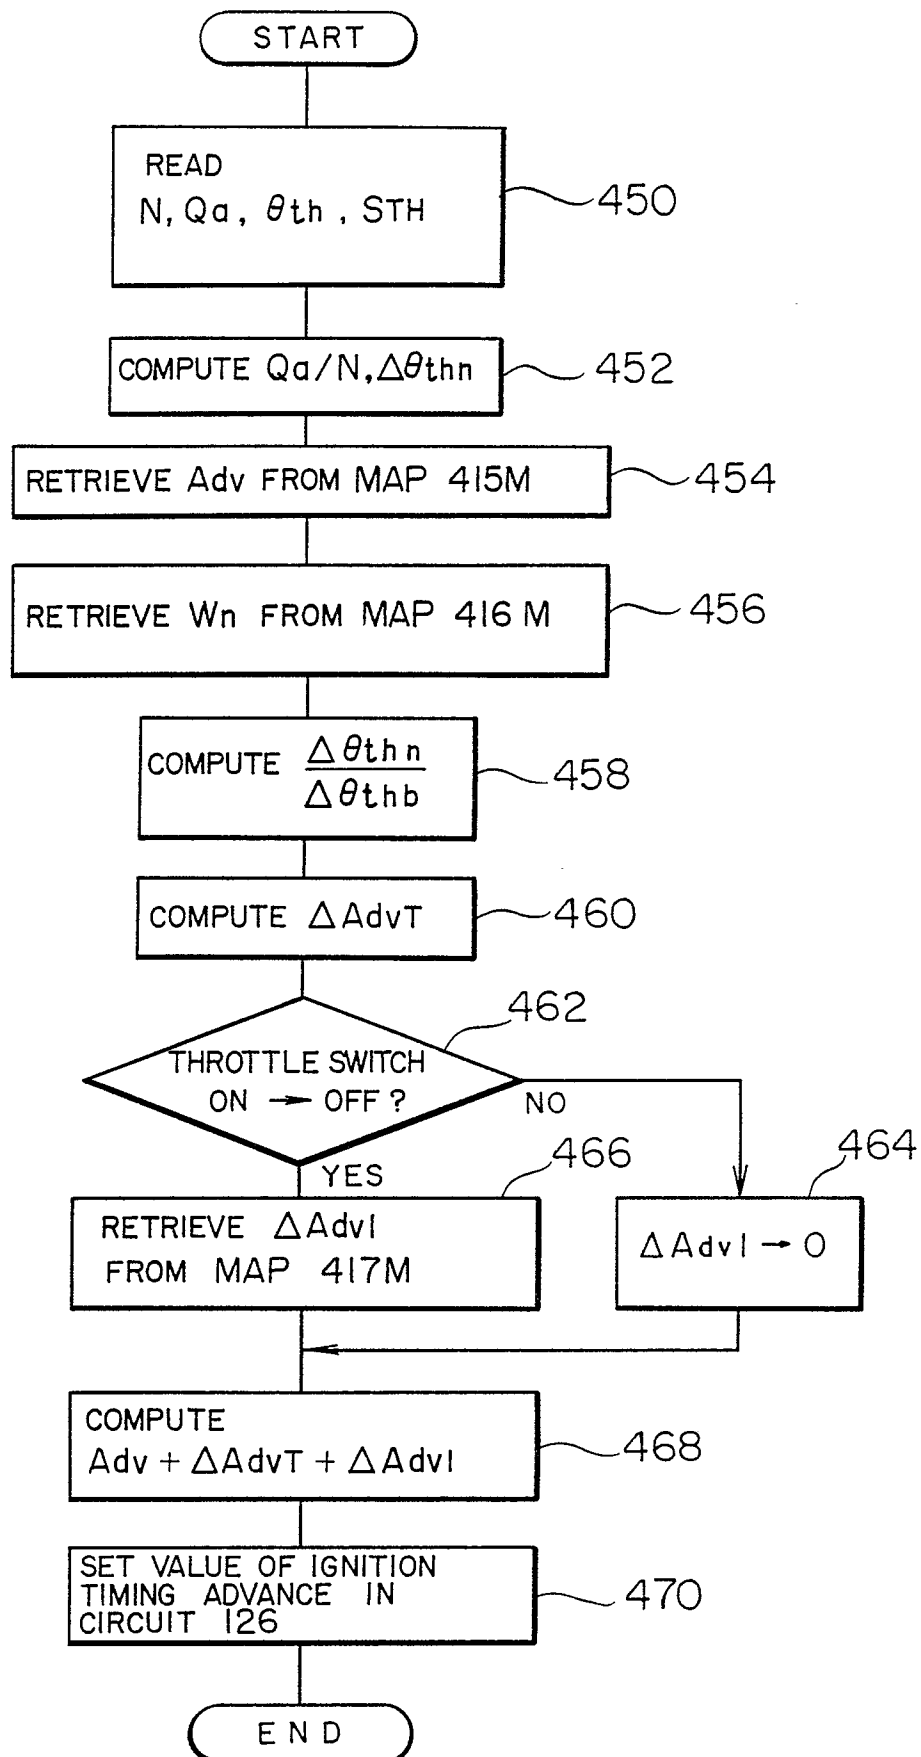 START
READ
N, Qa, θth, STH
450
COMPUTE Qa/N, Δθthn
452
RETRIEVE Adv FROM MAP 415M
454
RETRIEVE Wn FROM MAP 416M
456
COMPUTE Δθthn
Δθthb
458
COMPUTE ΔAdvT
460
462
THROTTLE SWITCH
ON → OFF?
NO
YES
466
464
RETRIEVE ΔAdvI
FROM MAP 417M
ΔAdvI → 0
COMPUTE
Adv + ΔAdvT + ΔAdvI
468
SET VALUE OF IGNITION
TIMING ADVANCE IN
CIRCUIT 126
470
END